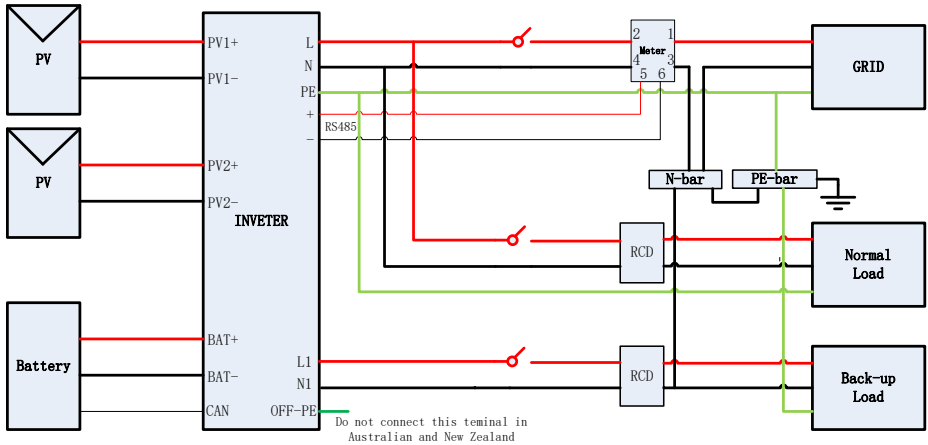 PV
PV
Battery
PV1+
PV1-
PV2+
PV2-
INVETER
BAT+
BAT-
CAN
L
N
PE
+
-
RS485
L1
N1
OFF-PE
Do not connect this teminal in
Australian and New Zealand
2 1
Meter
4 3
5 6
GRID
N-bar
PE-bar
RCD
Normal
Load
RCD
Back-up
Load